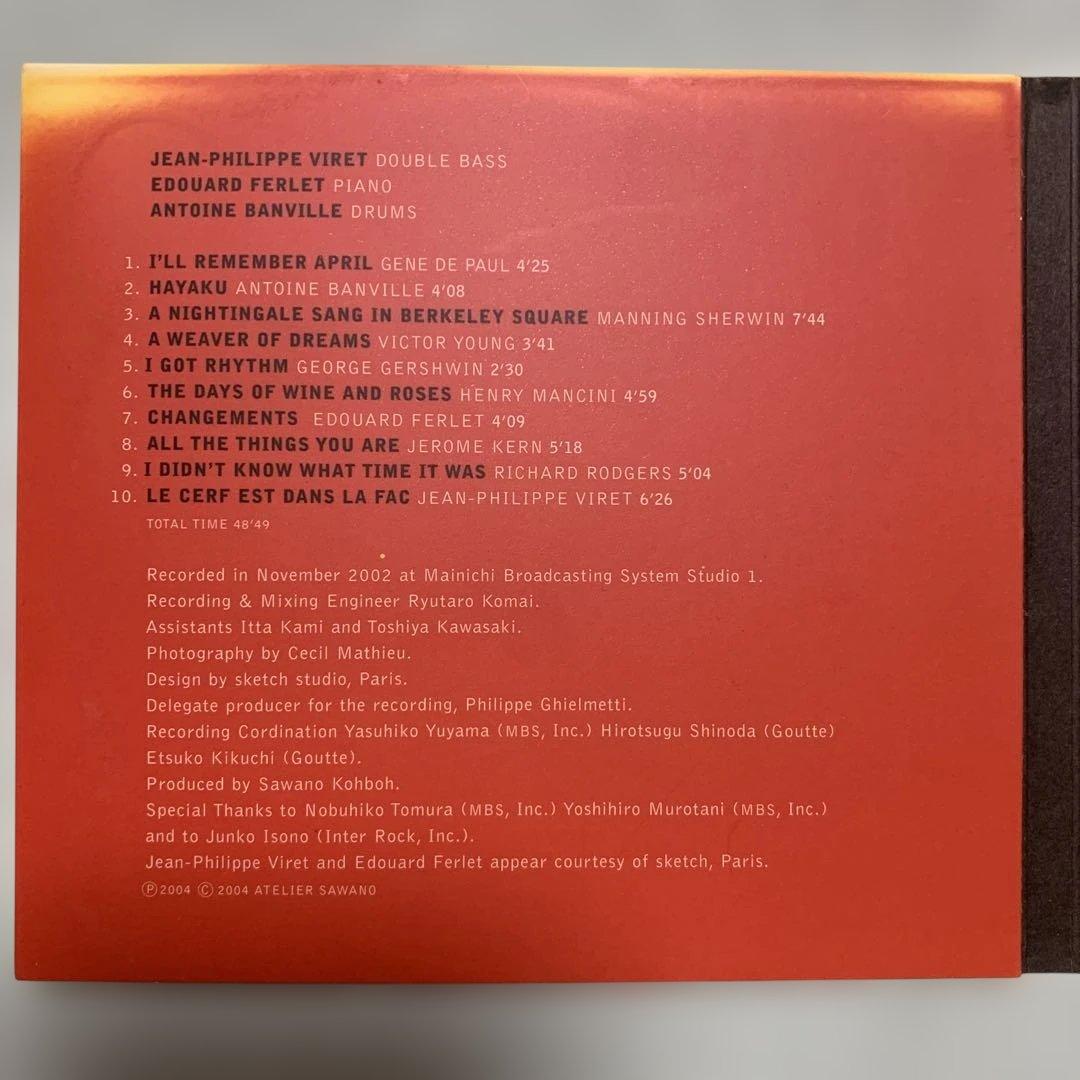 JEAN-PHILIPPE VIRET DOUBLE BASS
EDOUARD FERLET PIANO
ANTOINE BANVILLE DRUMS
1. I'LL REMEMBER APRIL GENE DE PAUL 4'25
2. HAYAKU ANTOINE BANVILLE 4'08
3. A NIGHTINGALE SANG IN BERKELEY SQUARE MANNING SHERWIN 7'44
4. A WEAVER OF DREAMS VICTOR YOUNG 3'41
5. I GOT RHYTHM GEORGE GERSHWIN 2'30
6. THE DAYS OF WINE AND ROSES HENRY MANCINI 4'59
7. CHANGEMENTS EDOUARD FERLET 4'09
8. ALL THE THINGS YOU ARE JEROME KERN 5'18
9. I DIDN'T KNOW WHAT TIME IT WAS RICHARD RODGERS 5'04
10. LE CERF EST DANS LA FAC JEAN-PHILIPPE VIRET 6'26
TOTAL TIME 48'49
Recorded in November 2002 at Mainichi Broadcasting System Studio 1.
Recording & Mixing Engineer Ryutaro Komai.
Assistants Itta Kami and Toshiya Kawasaki.
Photography by Cecil Mathieu.
Design by sketch studio, Paris.
Delegate producer for the recording, Philippe Ghielmetti.
Recording Cordination Yasuhiko Yuyama (MBS, Inc.) Hirotsugu Shinoda (Goutte)
Etsuko Kikuchi (Goutte).
Produced by Sawano Kohboh.
Special Thanks to Nobuhiko Tomura (MBS, Inc.) Yoshihiro Murotani (MBS, Inc.)
and to Junko Isono (Inter Rock, Inc.).
Jean-Philippe Viret and Edouard Ferlet appear courtesy of sketch, Paris.
Ⓟ2004 Ⓒ 2004 ATELIER SAWANO